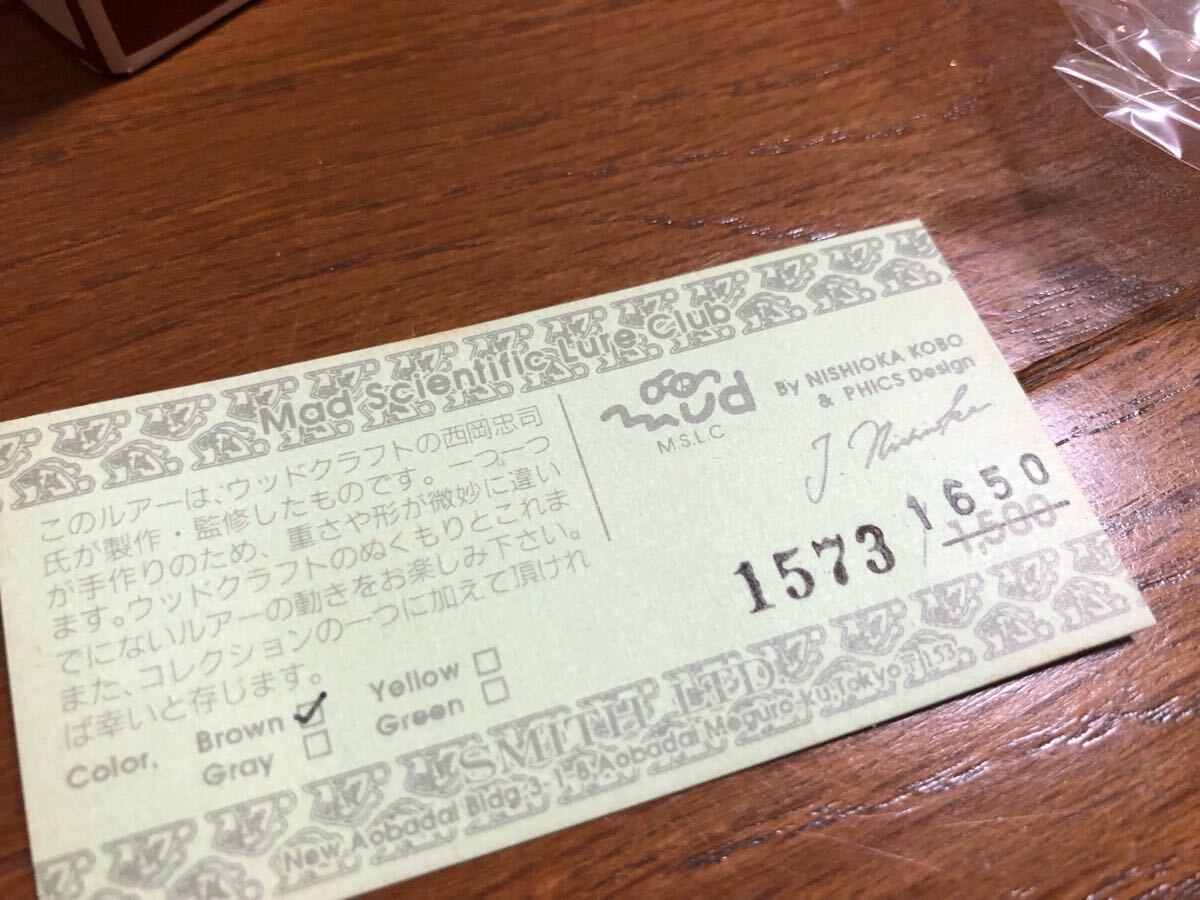 Mad Scientific Lure Club
このルアーは、ウッドクラフトの西岡忠司
氏が製作・監修したものです。一つ一つ
が手作りのため、重さや形が微妙に違い
ます。ウッドクラフトのぬくもりとこれま
でにないルアーの動きをお楽しみ下さい。
また、コレクションの一つに加えて頂けれ
ば幸いと存じます。
Color, Brown Yellow
Gray Green
mud
M.S.L.C
By NISHIOKA KOBO
& PHICS Design
J. Nishioka
1573/1,500
1650
SMITH LTD
New Aobadai Bldg 3-1-8 Aobadai Meguro-ku,Tokyo 〒153